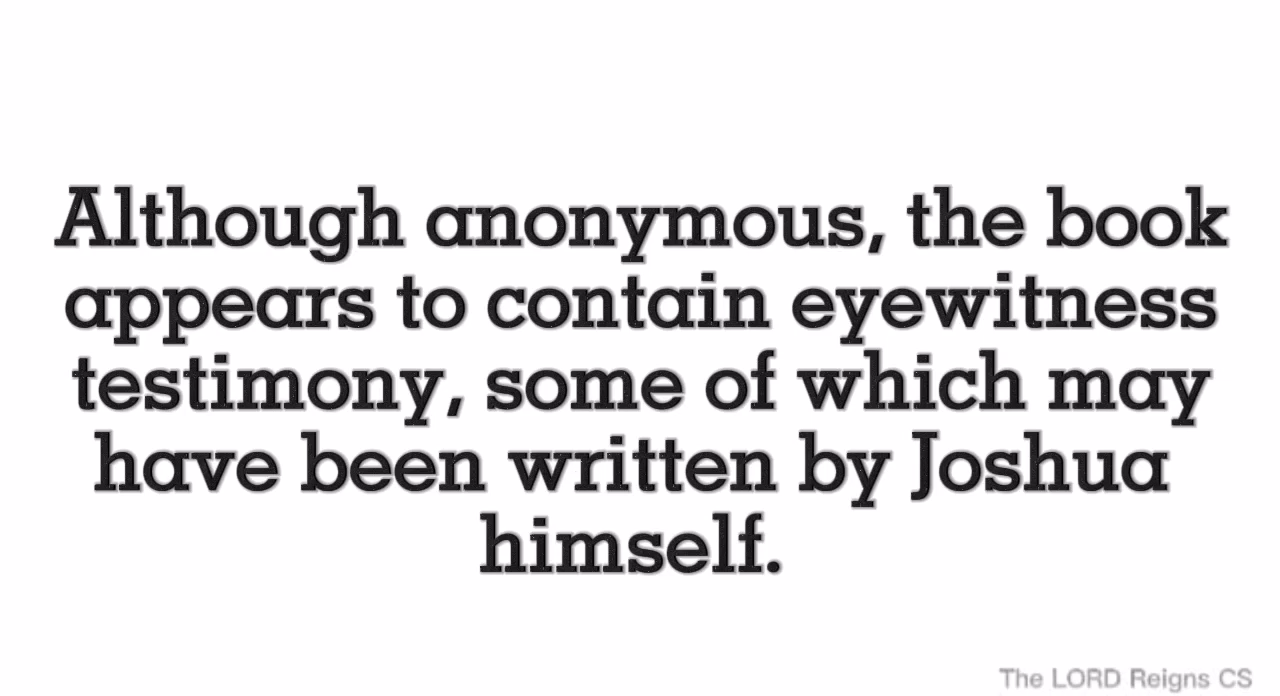 Although anonymous, the book
appears to contain eyewitness
testimony, some of which may
have been written by Joshua
himself.
The LORD Reigns CS